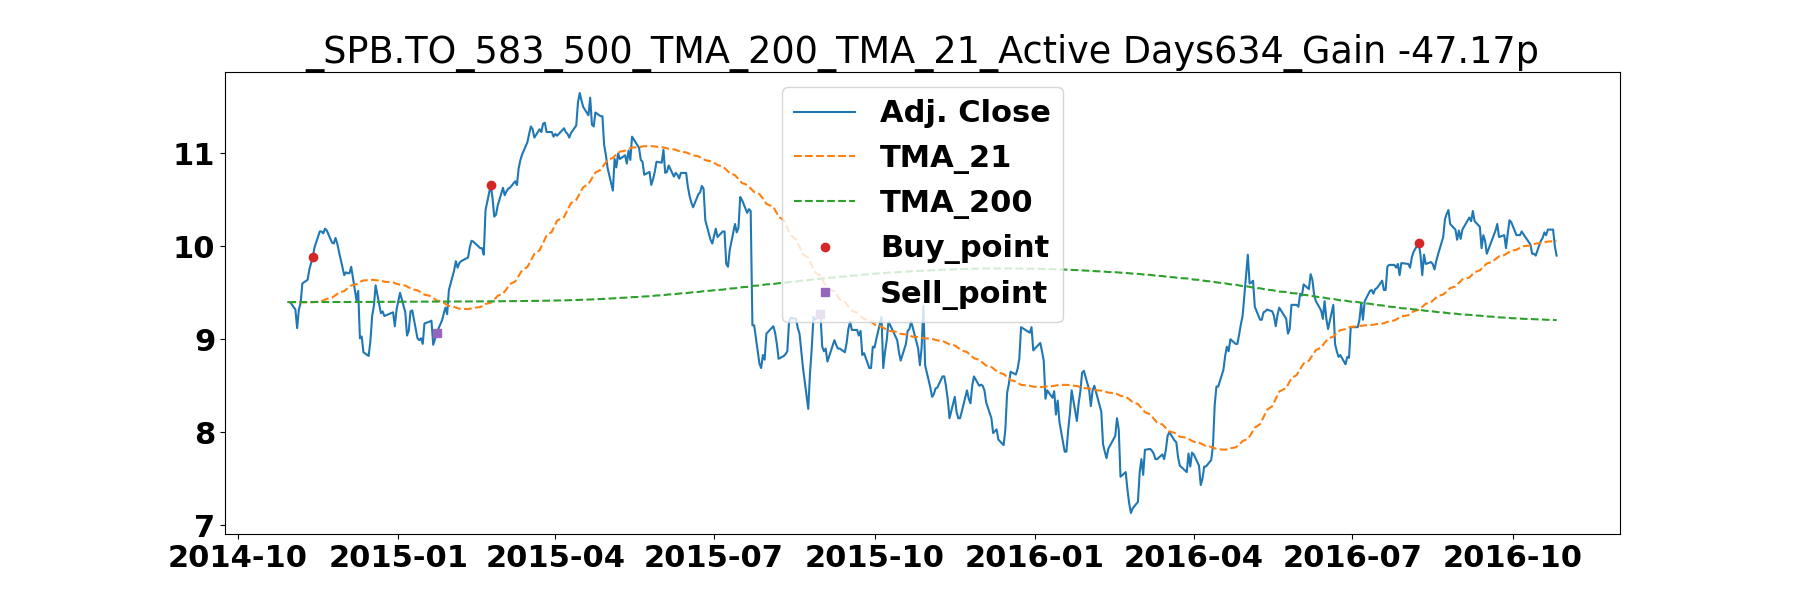 _SPB.TO_583_500_TMA_200_TMA_21_Active Days634_Gain -47.17p
Adj. Close
TMA_21
TMA_200
Buy_point
Sell_point
11
10
9
8
7
2014-10 2015-01 2015-04 2015-07 2015-10 2016-01 2016-04 2016-07 2016-10